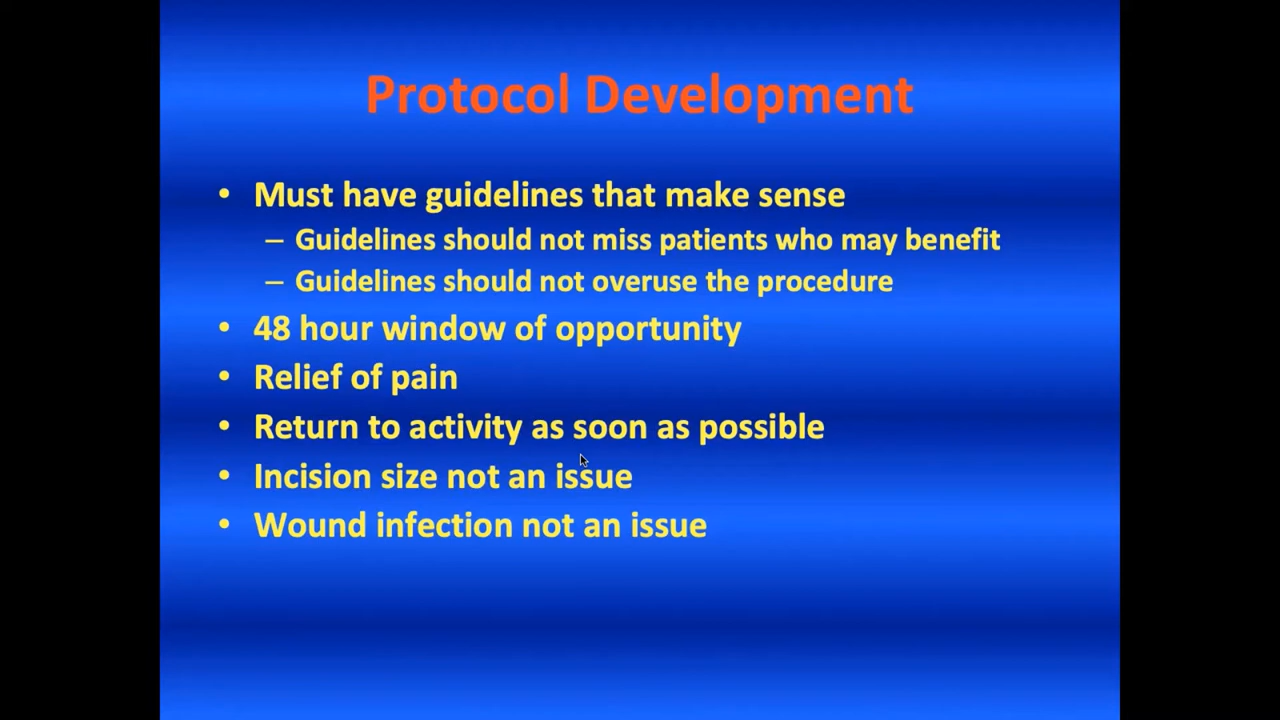 Protocol Development
• Must have guidelines that make sense
– Guidelines should not miss patients who may benefit
– Guidelines should not overuse the procedure
• 48 hour window of opportunity
• Relief of pain
• Return to activity as soon as possible
• Incision size not an issue
• Wound infection not an issue